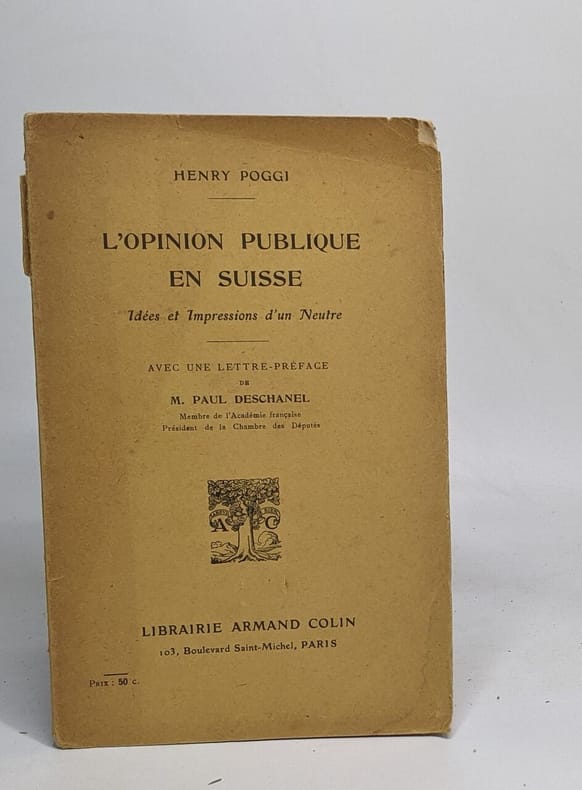 HENRY POGGI
L'OPINION PUBLIQUE
EN SUISSE
Idées et Impressions d'un Neutre
AVEC UNE LETTRE-PRÉFACE
DE
M. PAUL DESCHANEL
Membre de l'Académie française
Président de la Chambre des Députés
A C
LIBRAIRIE ARMAND COLIN
103, Boulevard Saint-Michel, PARIS
PRIX : 50 c.